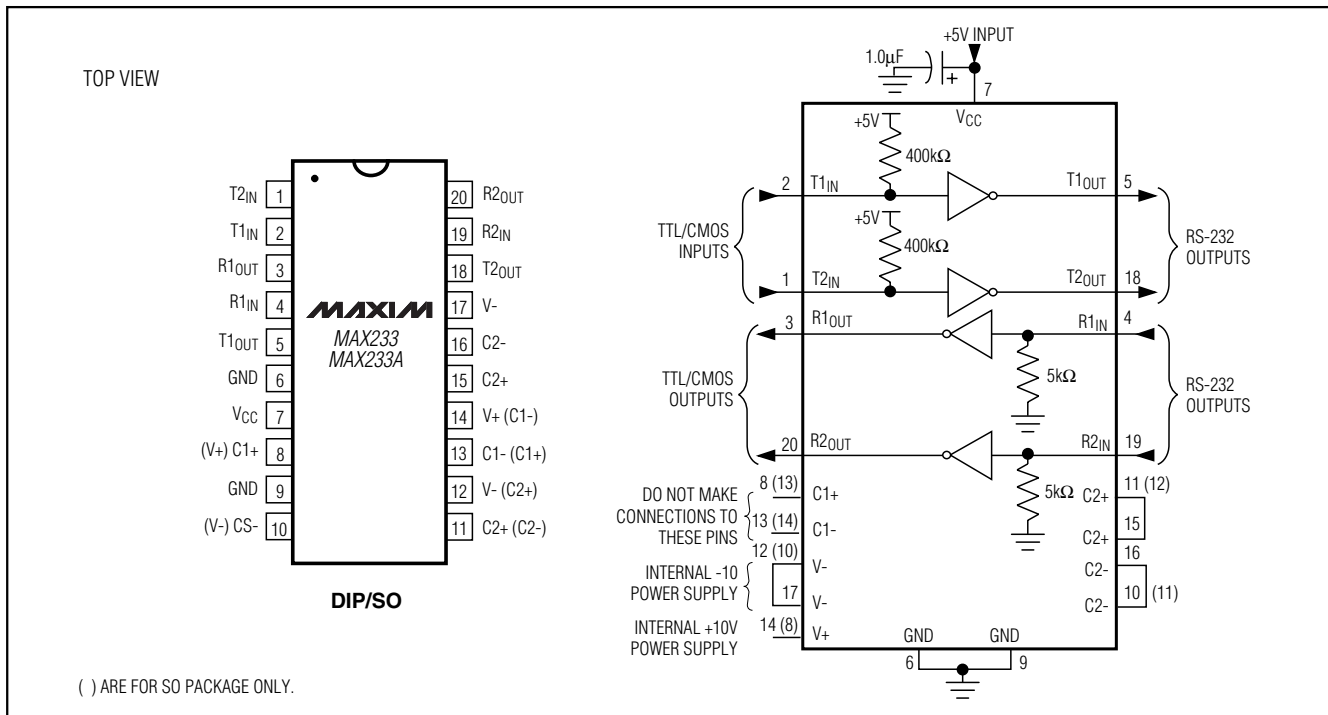 TOP VIEW
T2IN 1
T1IN 2
R1OUT 3
R1IN 4
T1OUT 5
GND 6
VCC 7
(V+) C1+ 8
GND 9
(V-) CS- 10
20 R2OUT
19 R2IN
18 T2OUT
17 V-
16 C2-
15 C2+
14 V+ (C1-)
13 C1- (C1+)
12 V- (C2+)
11 C2+ (C2-)
MAXIM
MAX233
MAX233A
DIP/SO
( ) ARE FOR SO PACKAGE ONLY.
+5V INPUT
1.0µF
+
7
VCC
+5V
400kΩ
2 T1IN
T1OUT 5
+5V
400kΩ
TTL/CMOS
INPUTS
RS-232
OUTPUTS
1 T2IN
T2OUT 18
3 R1OUT
R1IN 4
5kΩ
TTL/CMOS
OUTPUTS
RS-232
OUTPUTS
20 R2OUT
R2IN 19
5kΩ
DO NOT MAKE
CONNECTIONS TO
THESE PINS
8 (13) C1+
13 (14) C1-
INTERNAL -10
POWER SUPPLY
12 (10) V-
17 V-
INTERNAL +10V
POWER SUPPLY
14 (8) V+
C2+ 11 (12)
C2+ 15
C2- 16
C2- 10 (11)
GND GND
6 9